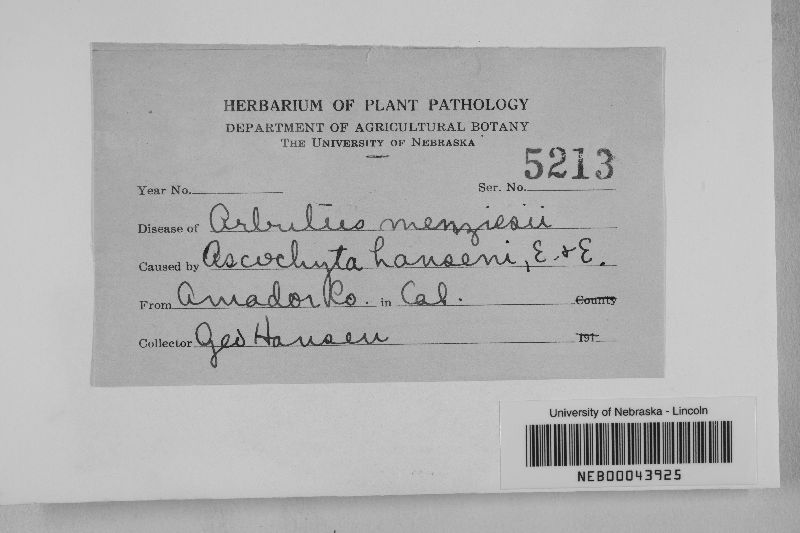 HERBARIUM OF PLANT PATHOLOGY
DEPARTMENT OF AGRICULTURAL BOTANY
THE UNIVERSITY OF NEBRASKA
5213
Year No. Ser. No.
Disease of Arbutus menziesii
Caused by Ascochyta hanseni, E. & E.
From Amador Co. in Cal. County
Collector Geo Hansen 191
University of Nebraska - Lincoln
NEB00043925